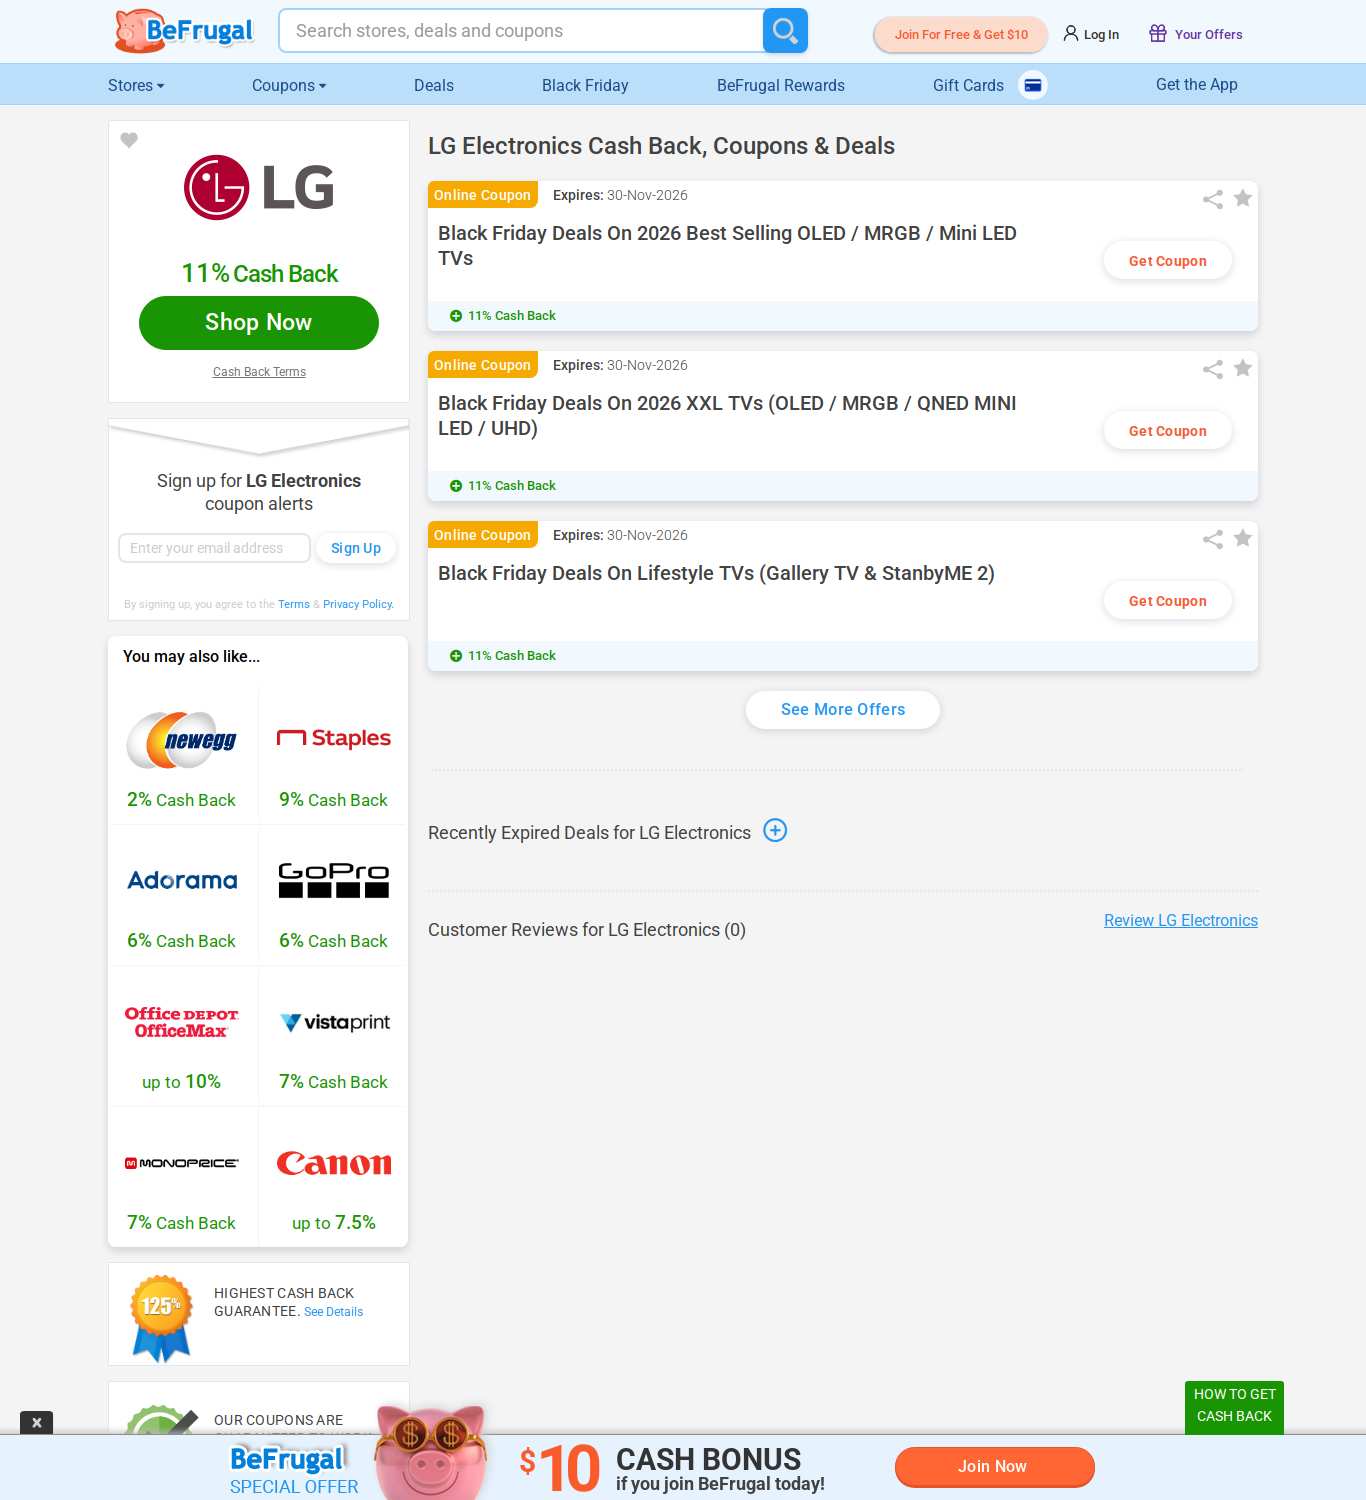 BeFrugal
Search stores, deals and coupons
Join For Free & Get $10
Log In
Your Offers
Stores
Coupons
Deals
Black Friday
BeFrugal Rewards
Gift Cards
Get the App
LG
11% Cash Back
Shop Now
Cash Back Terms
Sign up for LG Electronics
coupon alerts
Enter your email address
Sign Up
By signing up, you agree to the Terms & Privacy Policy.
You may also like...
newegg
Staples
2% Cash Back
9% Cash Back
Adorama
GoPro
6% Cash Back
6% Cash Back
Office DEPOT
OfficeMax
vistaprint
up to 10%
7% Cash Back
MONOPRICE
Canon
7% Cash Back
up to 7.5%
125%
HIGHEST CASH BACK
GUARANTEE. See Details
OUR COUPONS ARE
LG Electronics Cash Back, Coupons & Deals
Online Coupon
Expires: 30-Nov-2026
Black Friday Deals On 2026 Best Selling OLED / MRGB / Mini LED
TVs
Get Coupon
11% Cash Back
Online Coupon
Expires: 30-Nov-2026
Black Friday Deals On 2026 XXL TVs (OLED / MRGB / QNED MINI
LED / UHD)
Get Coupon
11% Cash Back
Online Coupon
Expires: 30-Nov-2026
Black Friday Deals On Lifestyle TVs (Gallery TV & StanbyME 2)
Get Coupon
11% Cash Back
See More Offers
Recently Expired Deals for LG Electronics
Customer Reviews for LG Electronics (0)
Review LG Electronics
HOW TO GET
CASH BACK
x
BeFrugal
SPECIAL OFFER
$10
CASH BONUS
if you join BeFrugal today!
Join Now